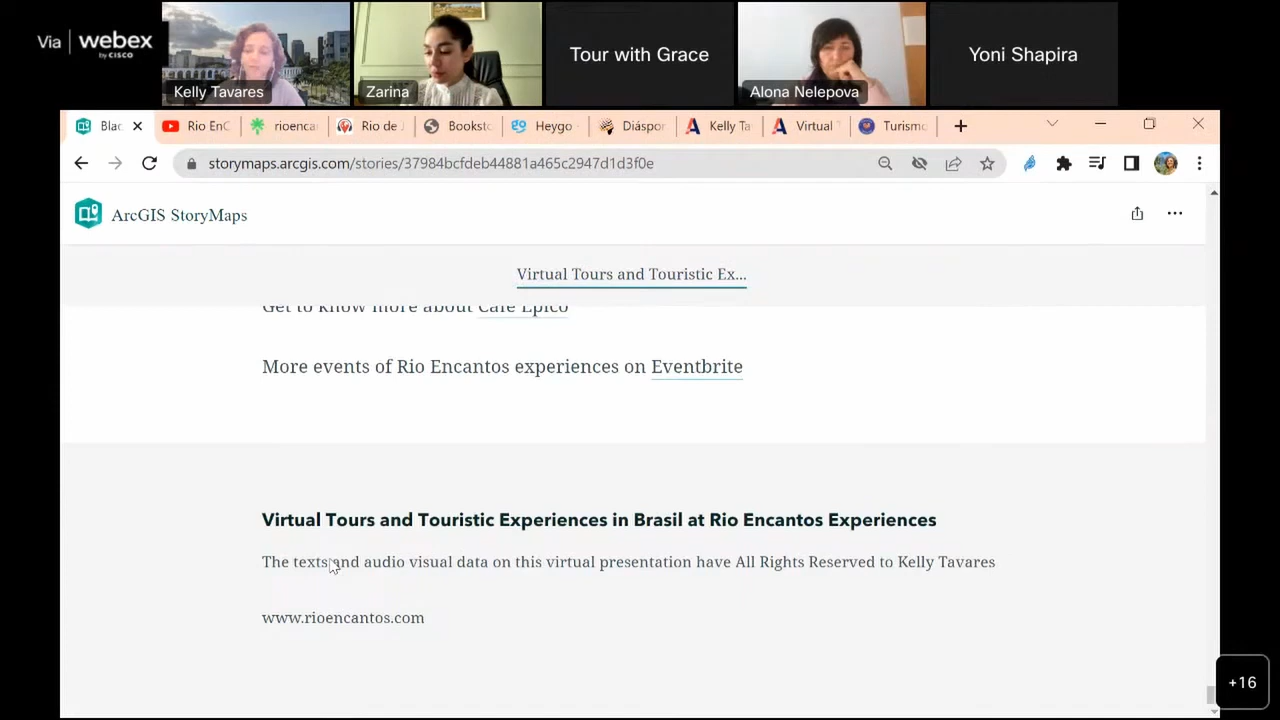 Via webex
by CISCO
Kelly Tavares
Zarina
Tour with Grace
Alona Nelepova
Yoni Shapira
Blac
Rio EnC
rioenca
Rio de J
Booksto
Heygo -
Diáspor
Kelly Ta
Virtual T
Turismo
storymaps.arcgis.com/stories/37984bcfdeb44881a465c2947d1d3f0e
ArcGIS StoryMaps
Virtual Tours and Touristic Ex...
Get to know more about Café Épico
More events of Rio Encantos experiences on Eventbrite
Virtual Tours and Touristic Experiences in Brasil at Rio Encantos Experiences
The texts and audio visual data on this virtual presentation have All Rights Reserved to Kelly Tavares
www.rioencantos.com
+16